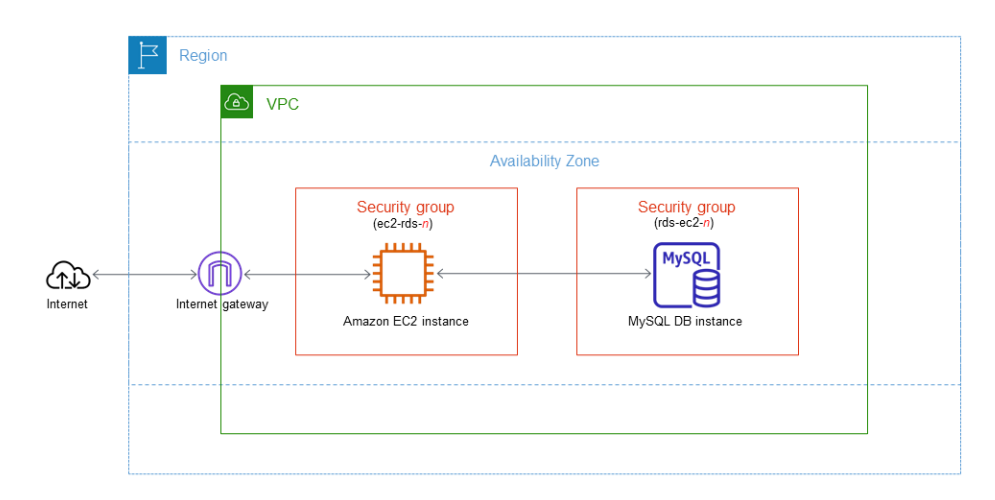 Region
VPC
Availability Zone
Security group
(ec2-rds-n)
Security group
(rds-ec2-n)
MySQL
Internet
Internet gateway
Amazon EC2 instance
MySQL DB instance